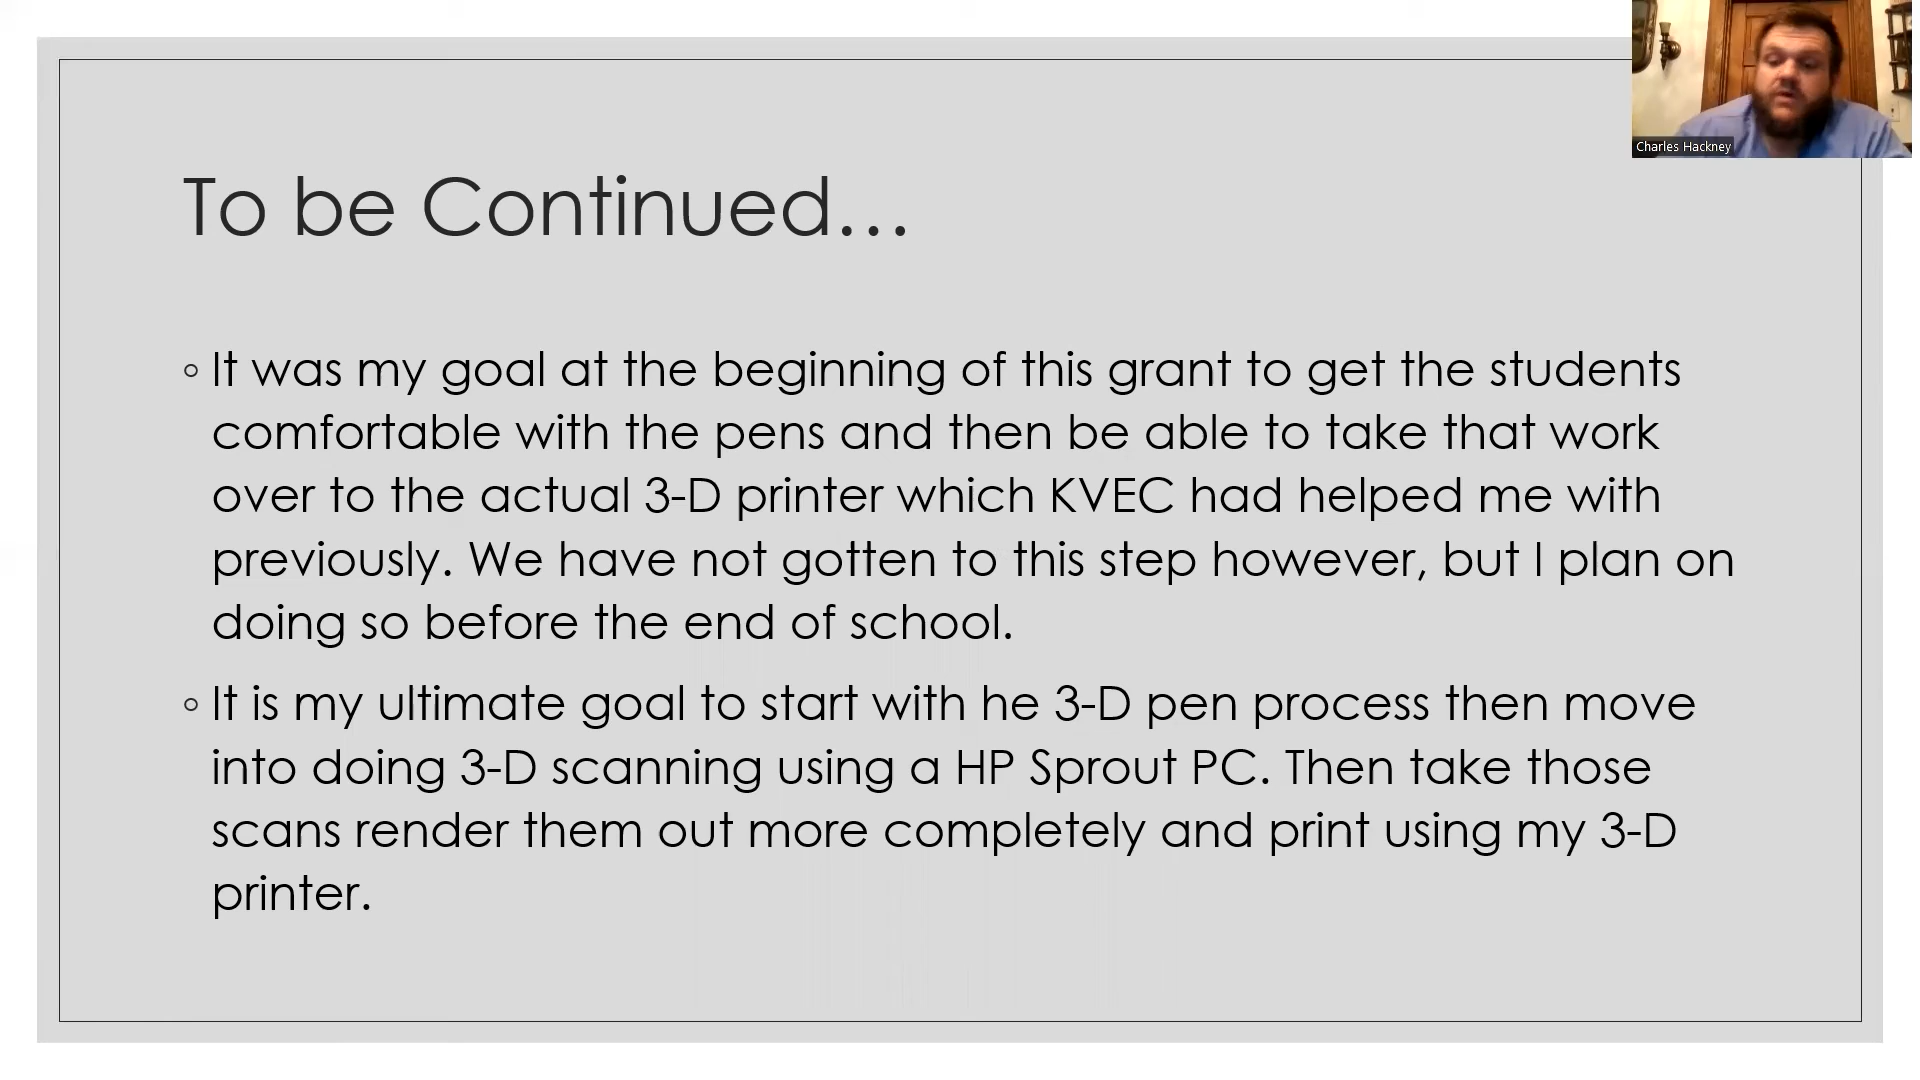 Charles Hackney
To be Continued…
◦ It was my goal at the beginning of this grant to get the students
comfortable with the pens and then be able to take that work
over to the actual 3-D printer which KVEC had helped me with
previously. We have not gotten to this step however, but I plan on
doing so before the end of school.
◦ It is my ultimate goal to start with he 3-D pen process then move
into doing 3-D scanning using a HP Sprout PC. Then take those
scans render them out more completely and print using my 3-D
printer.